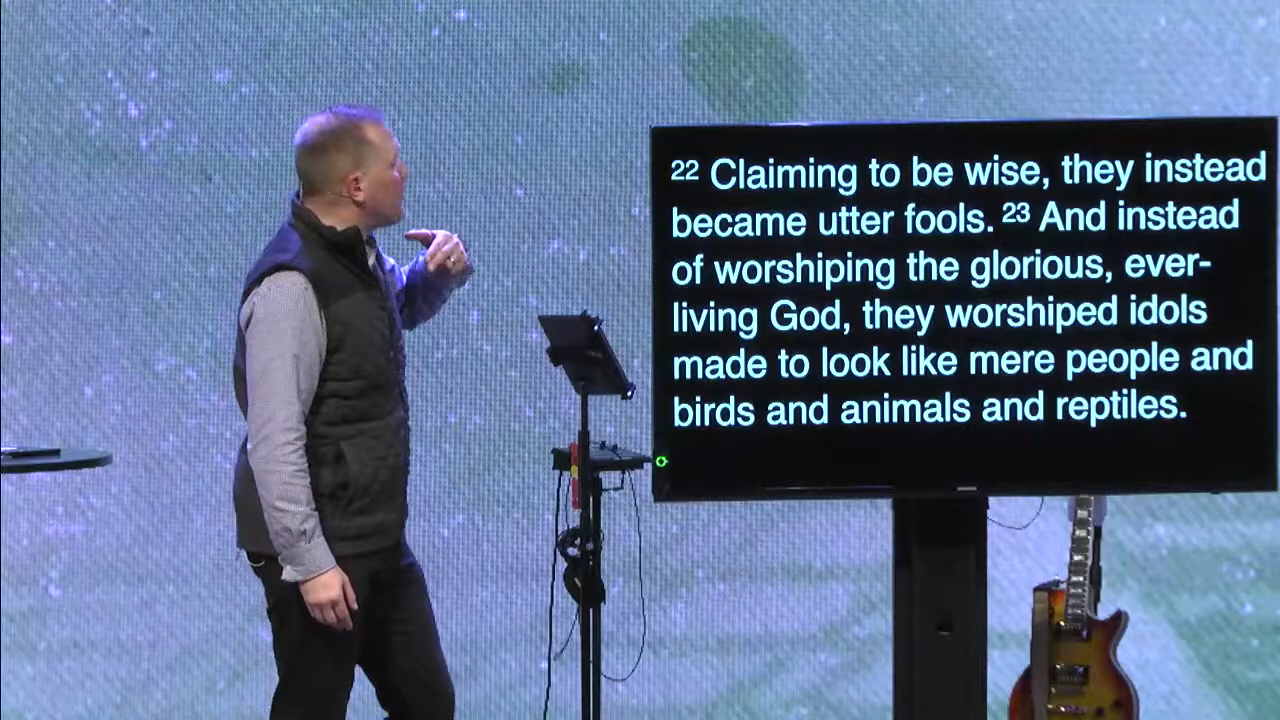 22 Claiming to be wise, they instead
became utter fools. 23 And instead
of worshiping the glorious, ever-
living God, they worshiped idols
made to look like mere people and
birds and animals and reptiles.